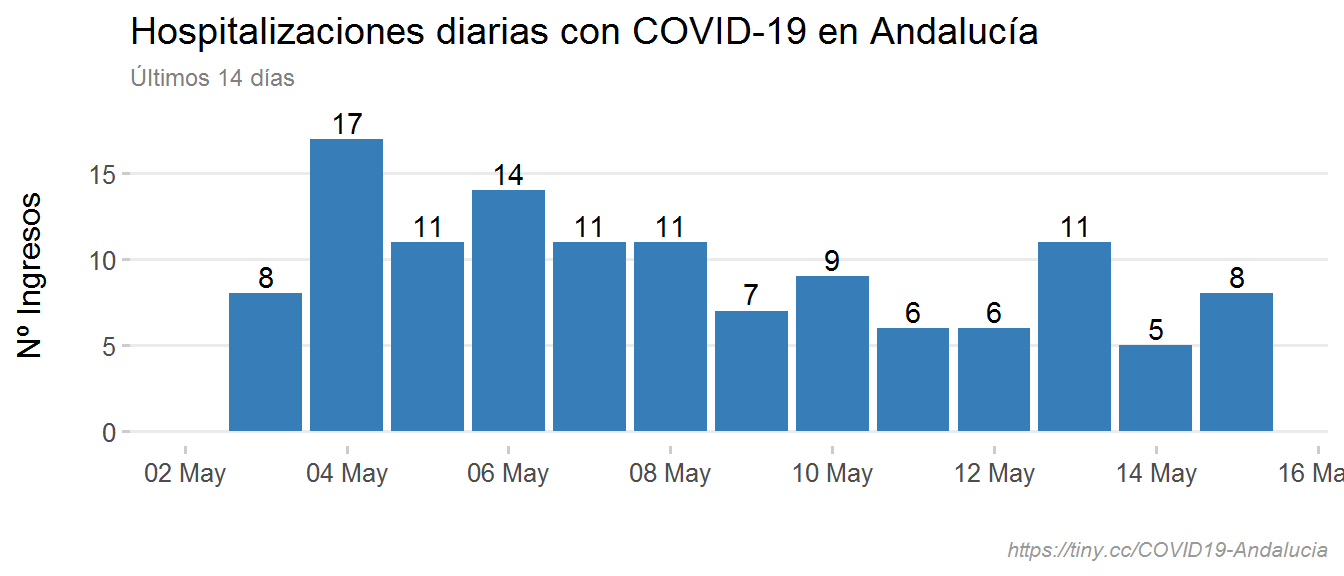 Hospitalizaciones diarias con COVID-19 en Andalucía
Últimos 14 días
Nº Ingresos
15
10
5
0
8
17
11
14
11
11
7
9
6
6
11
5
8
02 May
04 May
06 May
08 May
10 May
12 May
14 May
16 Ma
https://tiny.cc/COVID19-Andalucia